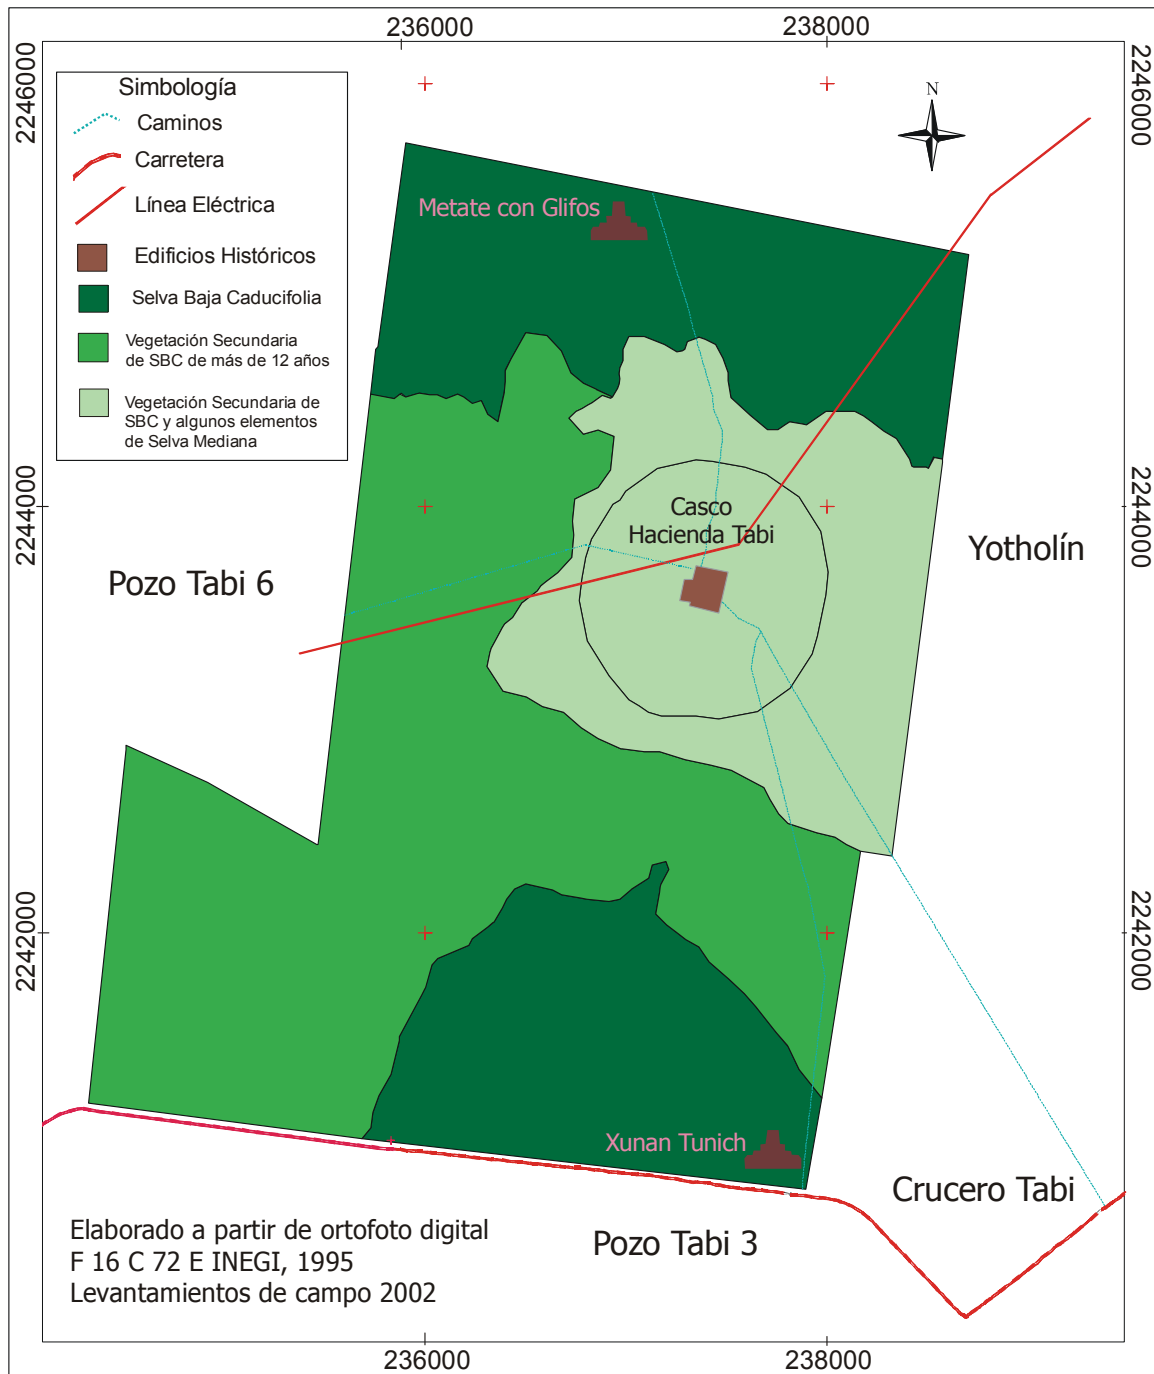 236000
238000
2246000
2246000
N
Simbología
Caminos
Carretera
Línea Eléctrica
Edificios Históricos
Selva Baja Caducifolia
Vegetación Secundaria
de SBC de más de 12 años
Vegetación Secundaria de
SBC y algunos elementos
de Selva Mediana
Metate con Glifos
Casco
Hacienda Tabi
2244000
2244000
Yotholín
Pozo Tabi 6
2242000
2242000
Xunan Tunich
Crucero Tabi
Pozo Tabi 3
Elaborado a partir de ortofoto digital
F 16 C 72 E INEGI, 1995
Levantamientos de campo 2002
236000
238000